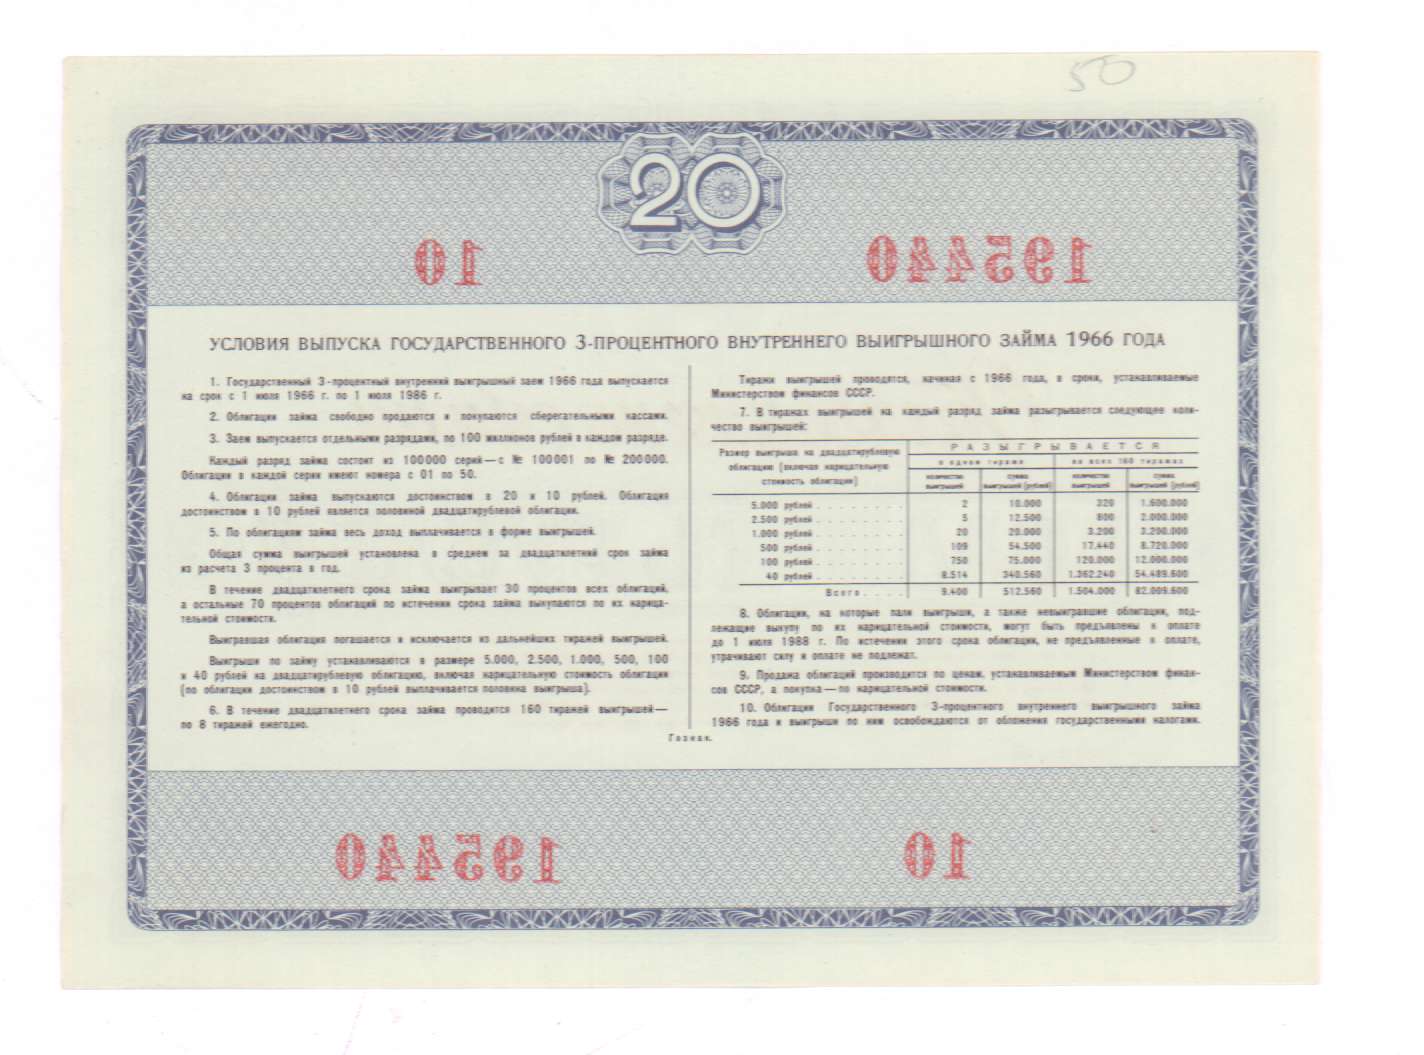 50
20
10 195440
УСЛОВИЯ ВЫПУСКА ГОСУДАРСТВЕННОГО 3-ПРОЦЕНТНОГО ВНУТРЕННЕГО ВЫИГРЫШНОГО ЗАЙМА 1966 ГОДА
1. Государственный 3-процентный внутренний выигрышный заем 1966 года выпускается
на срок с 1 июля 1966 г. по 1 июля 1986 г.
2. Облигации займа свободно продаются и покупаются сберегательными кассами.
3. Заем выпускается отдельными разрядами, по 100 миллионов рублей в каждом разряде.
Каждый разряд займа состоит из 100000 серий — с № 100001 по № 200000.
Облигации в каждой серии имеют номера с 01 по 50.
4. Облигации займа выпускаются достоинством в 20 и 10 рублей. Облигация
достоинством в 10 рублей является половиной двадцатирублевой облигации.
5. По облигациям займа весь доход выплачивается в форме выигрышей.
Общая сумма выигрышей установлена в среднем за двадцатилетний срок займа
из расчета 3 процента в год.
В течение двадцатилетнего срока займа выигрывает 30 процентов всех облигаций,
а остальные 70 процентов облигаций по истечении срока займа выкупаются по их нарица-
тельной стоимости.
Выигравшая облигация погашается и исключается из дальнейших тиражей выигрышей.
Выигрыши по займу устанавливаются в размере 5.000, 2.500, 1.000, 500, 100
и 40 рублей на двадцатирублевую облигацию, включая нарицательную стоимость облигации
(по облигации достоинством в 10 рублей выплачивается половина выигрыша).
6. В течение двадцатилетнего срока займа проводится 160 тиражей выигрышей —
по 8 тиражей ежегодно.
Тиражи выигрышей проводятся, начиная с 1966 года, в сроки, устанавливаемые
Министерством финансов СССР.
7. В тиражах выигрышей на каждый разряд займа разыгрывается следующее коли-
чество выигрышей:
Размер выигрыша на двадцатирублевую
облигацию (включая нарицательную
стоимость облигации)
РАЗЫГРЫВАЕТСЯ
в одном тираже во всех 160 тиражах
количество выигрышей сумма выигрышей (рублей) количество выигрышей сумма выигрышей (рублей)
5.000 рублей . . . . . . . . . 2 10.000 320 1.600.000
2.500 рублей . . . . . . . . . 5 12.500 800 2.000.000
1.000 рублей . . . . . . . . . 20 20.000 3.200 3.200.000
500 рублей . . . . . . . . . 109 54.500 17.440 8.720.000
100 рублей . . . . . . . . . 750 75.000 120.000 12.000.000
40 рублей . . . . . . . . . 8.514 340.560 1.362.240 54.489.600
Всего . . . . 9.400 512.560 1.504.000 82.009.600
8. Облигации, на которые пали выигрыши, а также невыигравшие облигации, под-
лежащие выкупу по их нарицательной стоимости, могут быть предъявлены к оплате
до 1 июля 1988 г. По истечении этого срока облигации, не предъявленные к оплате,
утрачивают силу и оплате не подлежат.
9. Продажа облигаций производится по ценам, устанавливаемым Министерством финан-
сов СССР, а покупка — по нарицательной стоимости.
10. Облигации Государственного 3-процентного внутреннего выигрышного займа
1966 года и выигрыши по ним освобождаются от обложения государственными налогами.
Гознак.
195440 10